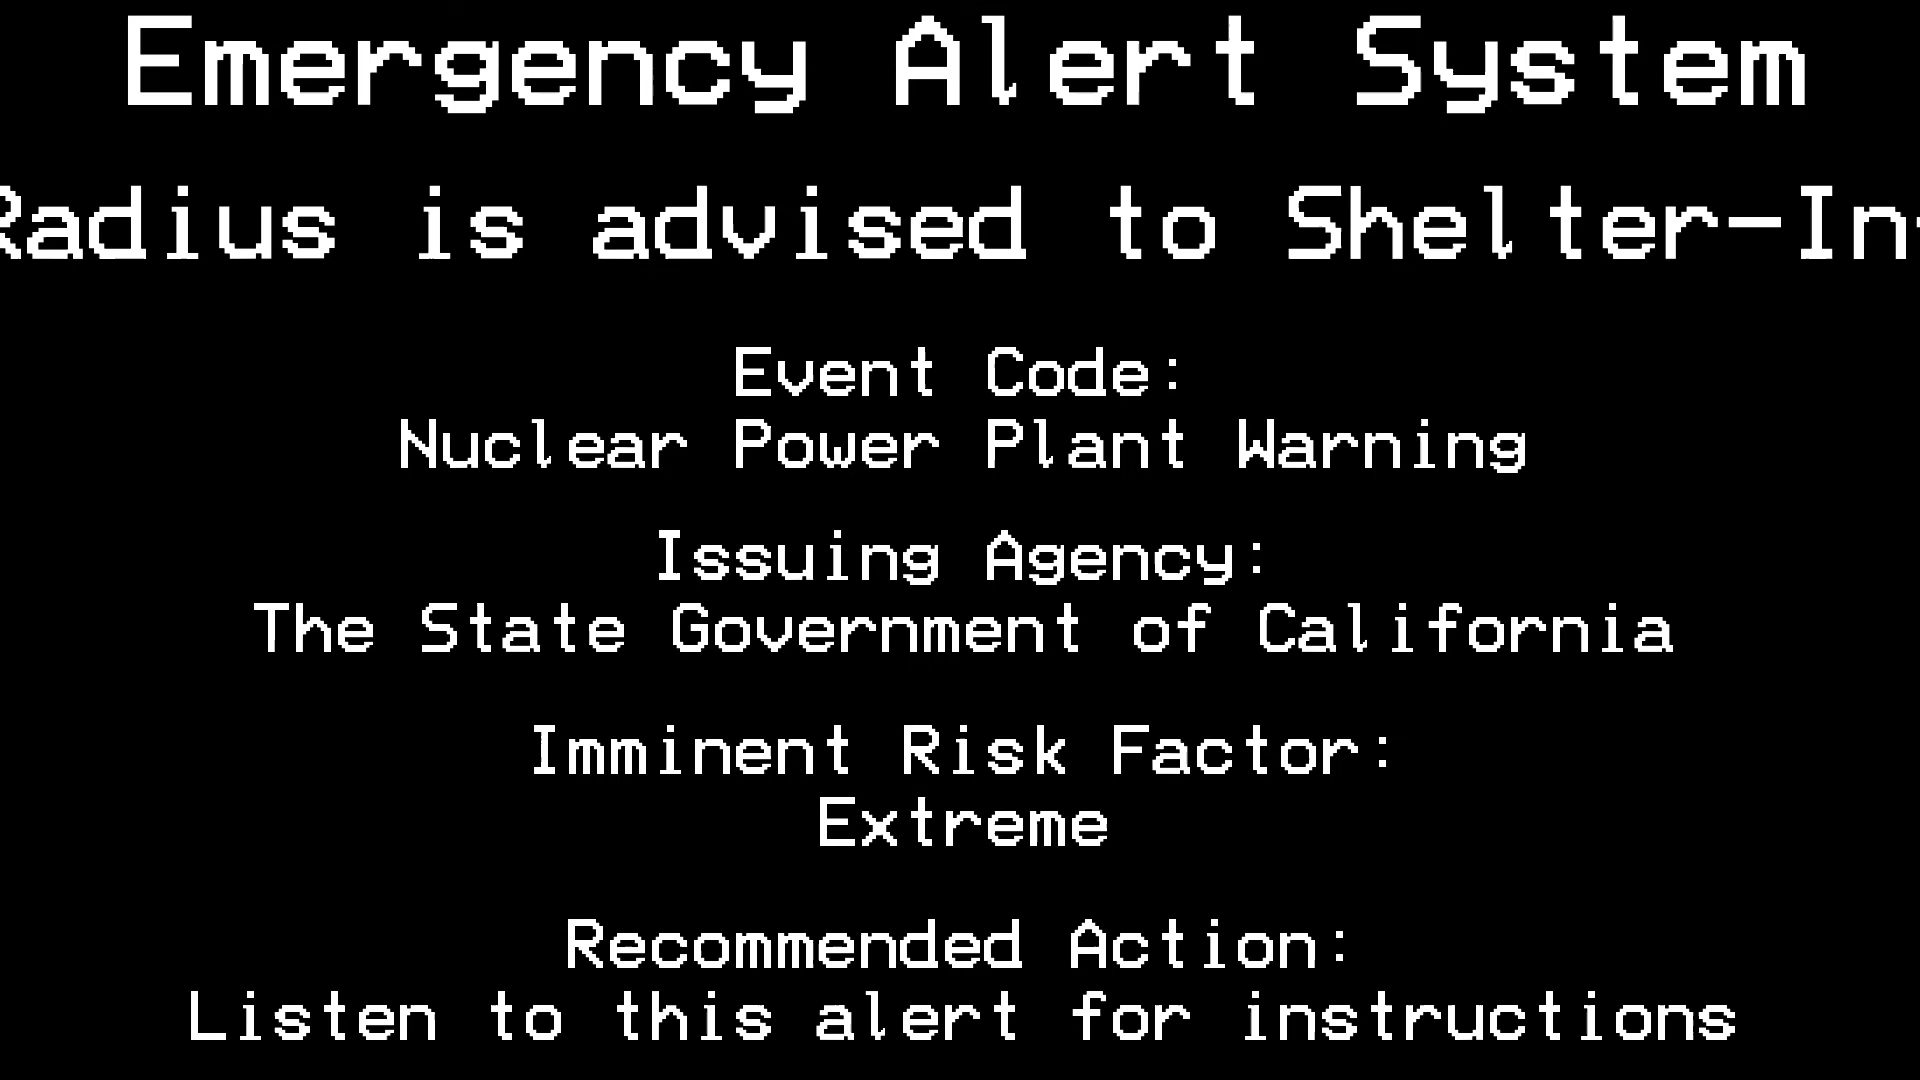 Emergency Alert System
Radius is advised to Shelter-In
Event Code:
Nuclear Power Plant Warning
Issuing Agency:
The State Government of California
Imminent Risk Factor:
Extreme
Recommended Action:
Listen to this alert for instructions